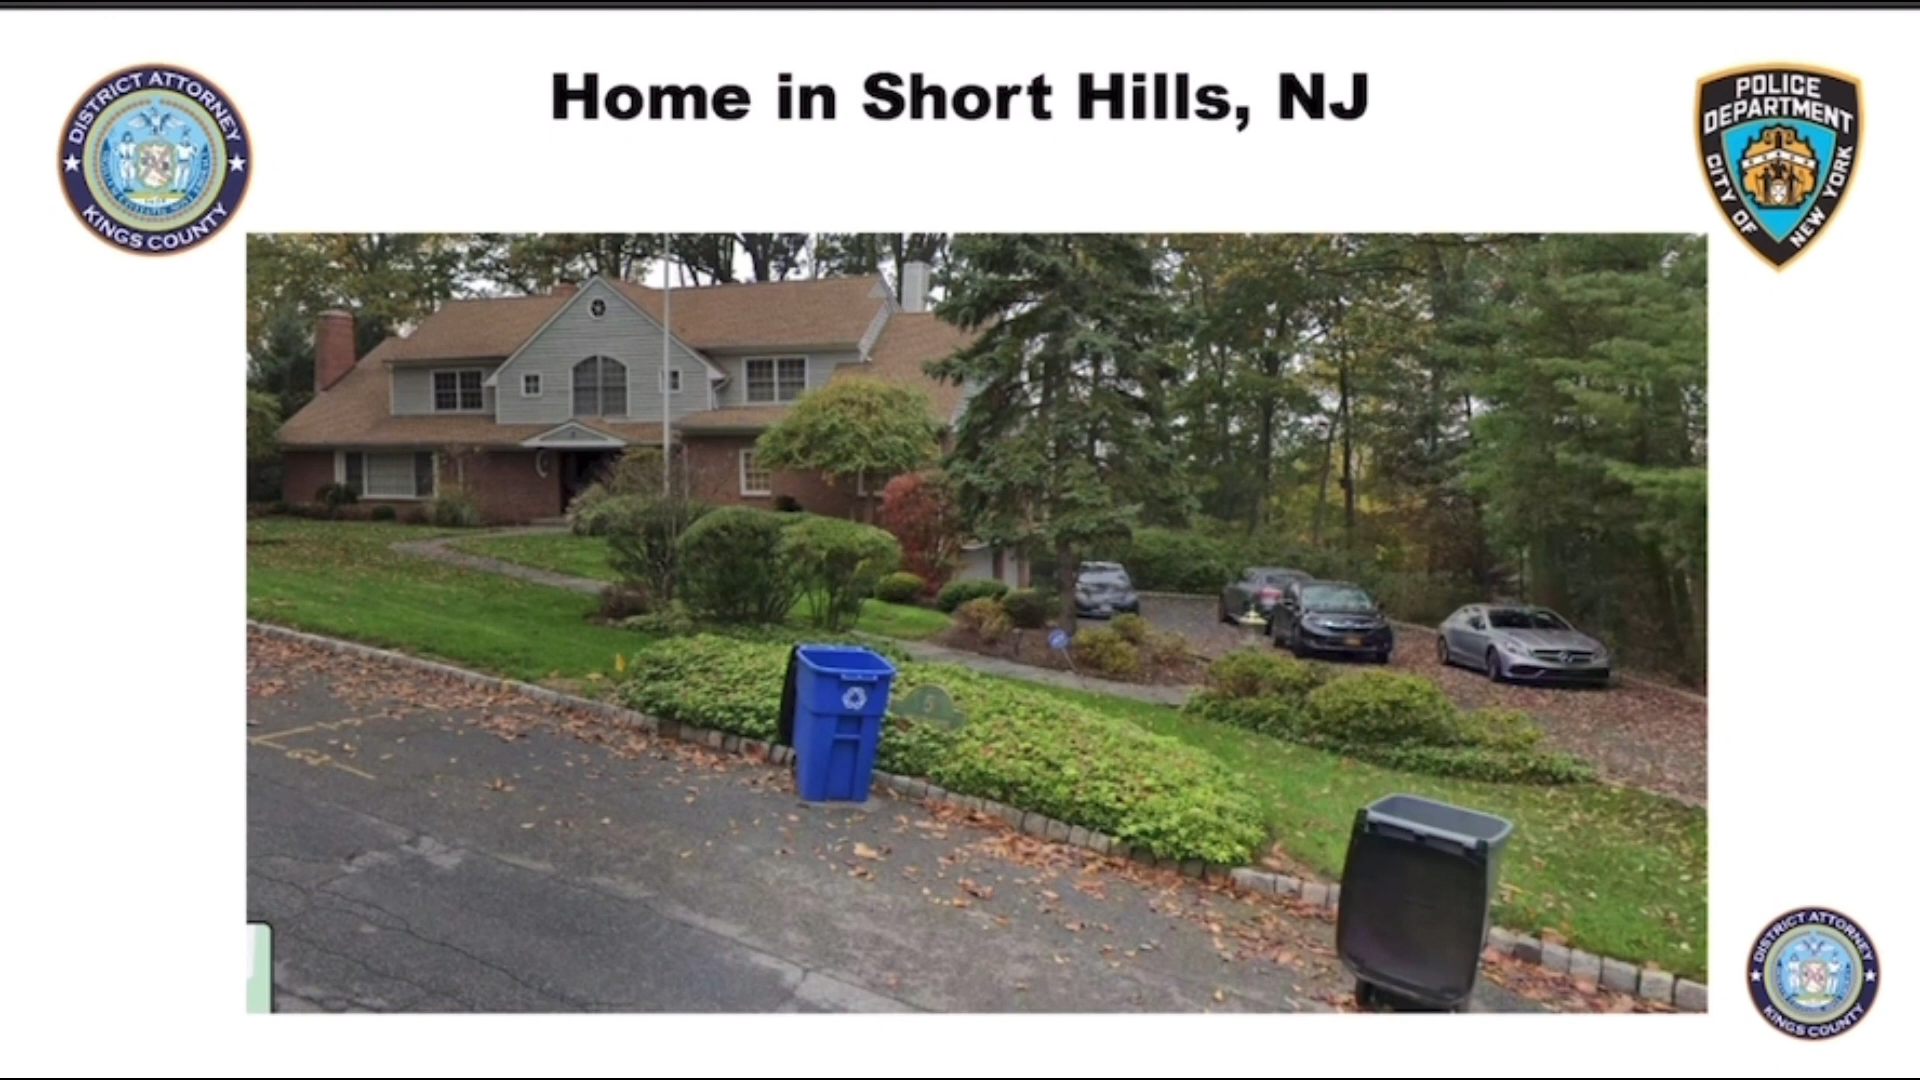 Home in Short Hills, NJ
DISTRICT ATTORNEY
KINGS COUNTY
POLICE
DEPARTMENT
CITY OF
NEW YORK
5
DISTRICT ATTORNEY
KINGS COUNTY